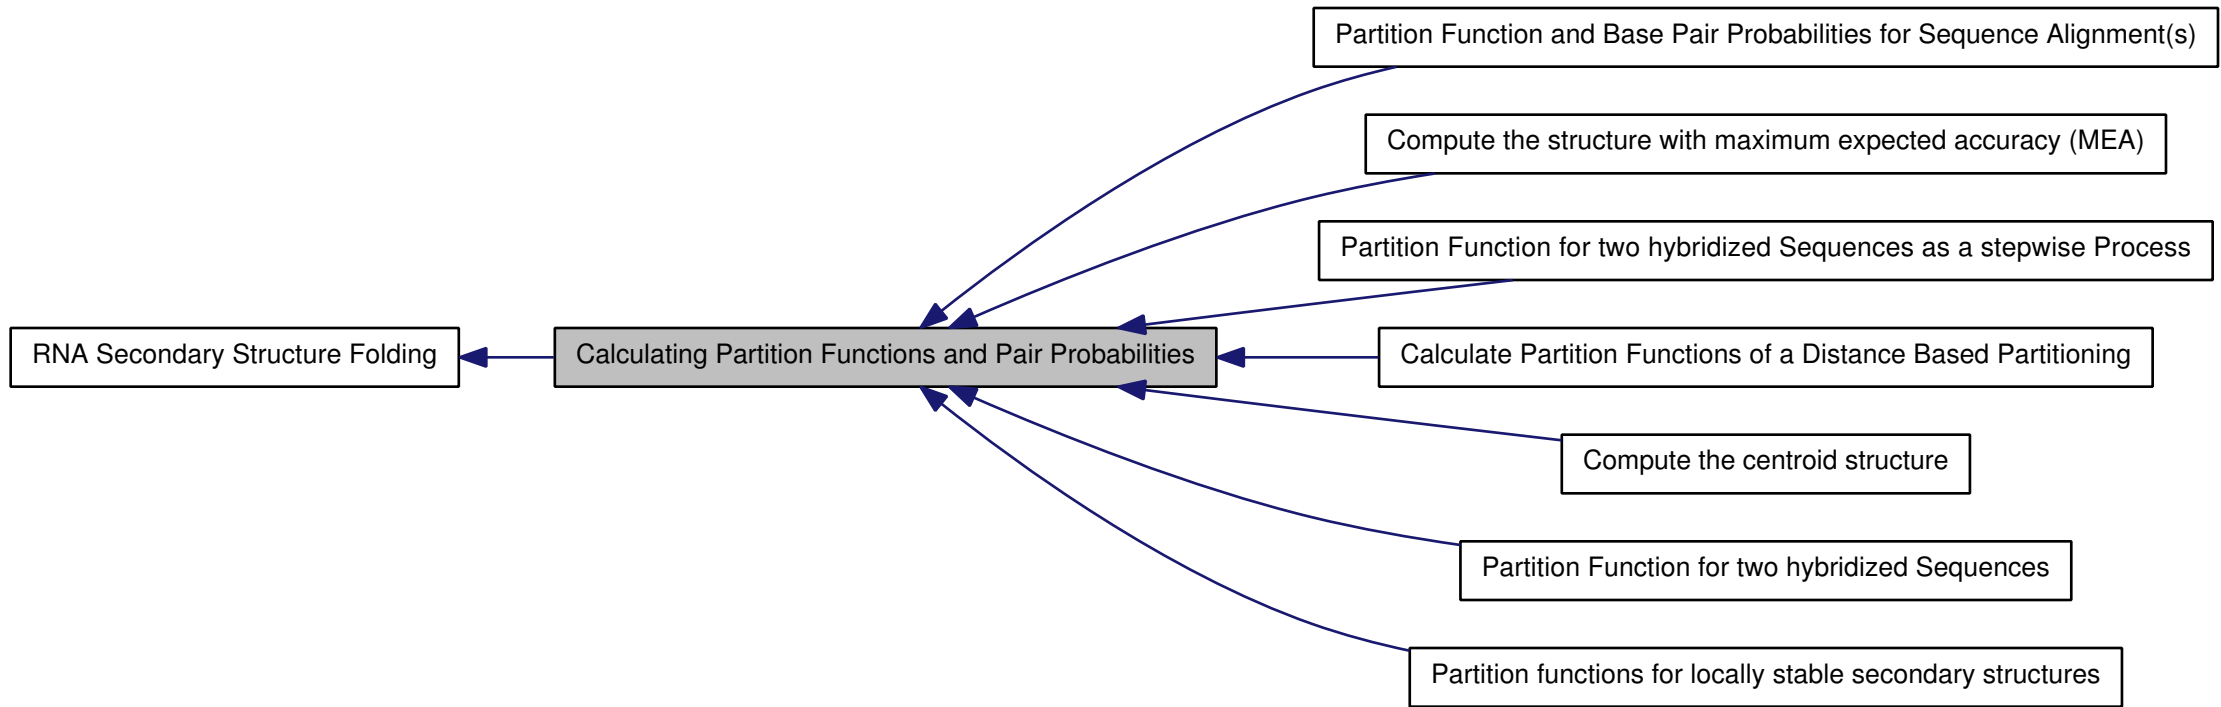 Partition Function and Base Pair Probabilities for Sequence Alignment(s)
Compute the structure with maximum expected accuracy (MEA)
Partition Function for two hybridized Sequences as a stepwise Process
RNA Secondary Structure Folding
Calculating Partition Functions and Pair Probabilities
Calculate Partition Functions of a Distance Based Partitioning
Compute the centroid structure
Partition Function for two hybridized Sequences
Partition functions for locally stable secondary structures